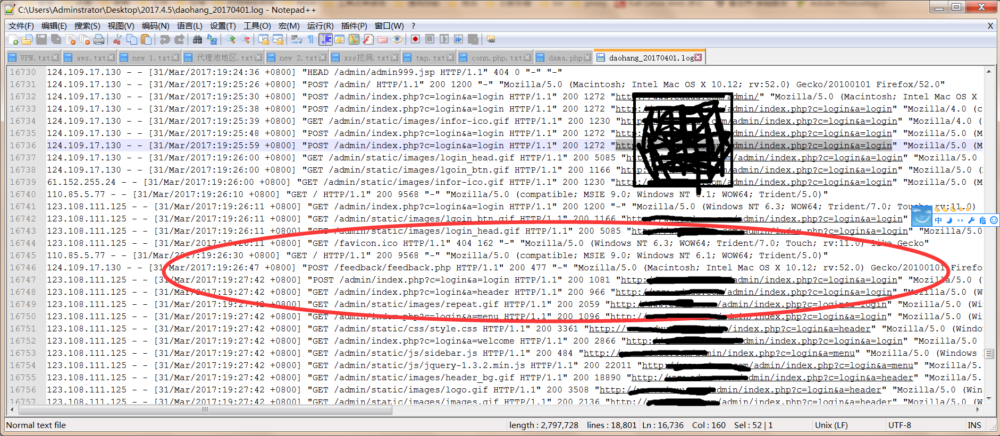 C:\Users\Adminstrator\Desktop\2017.4.5\daohang_20170401.log - Notepad++
文件(F) 编辑(E) 搜索(S) 视图(V) 编码(N) 语言(L) 设置(T) 工具(O) 宏(M) 运行(R) 插件(P) 窗口(W) ? X
VPN.txt aws.txt new 1.txt 代理池地区.txt new 2.txt xss挖洞.txt tmp.txt conn.php.txt dama.php daohang_20170401.log
16730 124.109.17.130 - - [31/Mar/2017:19:24:36 +0800] "HEAD /admin/admin999.jsp HTTP/1.1" 404 0 "-" "-"
16731 124.109.17.130 - - [31/Mar/2017:19:25:26 +0800] "POST /admin/ HTTP/1.1" 200 1200 "-" "Mozilla/5.0 (Macintosh; Intel Mac OS X 10.12; rv:52.0) Gecko/20100101 Firefox/52.0"
16732 124.109.17.130 - - [31/Mar/2017:19:25:30 +0800] "POST /admin/index.php?c=login&a=login HTTP/1.1" 200 1272 "http://www. .com/admin/" "Mozilla/5.0 (Macintosh; Intel Mac OS X
16733 124.109.17.130 - - [31/Mar/2017:19:25:38 +0800] "POST /admin/index.php?c=login&a=login HTTP/1.1" 200 1272 "http: /admin/index.php?c=login&a=login" "Mozilla/4.0 (c
16734 124.109.17.130 - - [31/Mar/2017:19:25:39 +0800] "GET /admin/static/images/infor-ico.gif HTTP/1.1" 200 1230 "http /admin/index.php?c=login&a=login" "Mozilla/4.0 (
16735 124.109.17.130 - - [31/Mar/2017:19:25:48 +0800] "POST /admin/index.php?c=login&a=login HTTP/1.1" 200 1272 "http /admin/index.php?c=login&a=login" "Mozilla/5.0 (M
16736 124.109.17.130 - - [31/Mar/2017:19:25:59 +0800] "POST /admin/index.php?c=login&a=login HTTP/1.1" 200 1272 "http om/admin/index.php?c=login&a=login" "Mozilla/5.0 (M
16737 124.109.17.130 - - [31/Mar/2017:19:26:00 +0800] "GET /admin/static/images/login_head.gif HTTP/1.1" 200 5085 "htt /admin/index.php?c=login&a=login" "Mozilla/5.0
16738 124.109.17.130 - - [31/Mar/2017:19:26:00 +0800] "GET /admin/static/images/lgoin_btn.gif HTTP/1.1" 200 1166 "http: /admin/index.php?c=login&a=login" "Mozilla/5.0 (
16739 61.152.255.24 - - [31/Mar/2017:19:26:00 +0800] "GET /admin/static/images/infor-ico.gif HTTP/1.1" 200 1230 "http: com/admin/index.php?c=login&a=login" "Mozilla/5.0 (M
16740 110.85.5.77 - - [31/Mar/2017:19:26:10 +0800] "GET / HTTP/1.1" 200 9568 "-" "Mozilla/5.0 (compatible; MSIE 9.0; Windows NT 6.1; WOW64; Trident/5.0)"
16741 123.108.111.125 - - [31/Mar/2017:19:26:11 +0800] "GET /admin/index.php?c=login&a=login HTTP/1.1" 200 1200 "-" "Mozilla/5.0 (Windows NT 6.3; WOW64; Trident/7.0; Touch; rv:11.0)
16742 123.108.111.125 - - [31/Mar/2017:19:26:11 +0800] "GET /admin/static/images/lgoin_btn.gif HTTP/1.1" 200 1166 "htt .com/admin/index.php?c=login&a=login"
16743 123.108.111.125 - - [31/Mar/2017:19:26:11 +0800] "GET /admin/static/images/login_head.gif HTTP/1.1" 200 5085 "http:// com/admin/index.php?c=login&a=login" "Mozilla/5.0
16744 123.108.111.125 - - [31/Mar/2017:19:26:11 +0800] "GET /favicon.ico HTTP/1.1" 404 162 "-" "Mozilla/5.0 (Windows NT 6.3; WOW64; Trident/7.0; Touch; rv:11.0) like Gecko"
16745 110.85.5.77 - - [31/Mar/2017:19:26:30 +0800] "GET / HTTP/1.1" 200 9568 "-" "Mozilla/5.0 (compatible; MSIE 9.0; Windows NT 6.1; WOW64; Trident/5.0)"
16746 124.109.17.130 - - [31/Mar/2017:19:26:47 +0800] "POST /feedback/feedback.php HTTP/1.1" 200 477 "-" "Mozilla/5.0 (Macintosh; Intel Mac OS X 10.12; rv:52.0) Gecko/20100101 Firefo
16747 123.108.111.125 - - [31/Mar/2017:19:27:42 +0800] "POST /admin/index.php?c=login&a=login HTTP/1.1" 200 1081 "http:/ admin/index.php?c=login&a=login" "Mozilla/5.0 (
16748 123.108.111.125 - - [31/Mar/2017:19:27:42 +0800] "GET /admin/index.php?c=login&a=header HTTP/1.1" 200 966 "http:/ /admin/index.php?c=login&a=login" "Mozilla/5.0 (W
16749 123.108.111.125 - - [31/Mar/2017:19:27:42 +0800] "GET /admin/static/images/repeat.gif HTTP/1.1" 200 2059 "http:/ /admin/index.php?c=login&a=login" "Mozilla/5.0 (Wi
16750 123.108.111.125 - - [31/Mar/2017:19:27:42 +0800] "GET /admin/index.php?c=login&a=menu HTTP/1.1" 200 1096 "http:/ /admin/index.php?c=login&a=login" "Mozilla/5.0 (Wi
16751 123.108.111.125 - - [31/Mar/2017:19:27:42 +0800] "GET /admin/static/css/style.css HTTP/1.1" 200 3361 "http:// /index.php?c=login&a=header" "Mozilla/5.0 (Windo
16752 123.108.111.125 - - [31/Mar/2017:19:27:42 +0800] "GET /admin/index.php?c=login&a=welcome HTTP/1.1" 200 2866 "http: dmin/index.php?c=login&a=login" "Mozilla/5.0
16753 123.108.111.125 - - [31/Mar/2017:19:27:42 +0800] "GET /admin/static/js/sidebar.js HTTP/1.1" 200 484 "http:/ min/index.php?c=login&a=menu" "Mozilla/5.0 (Windows
16754 123.108.111.125 - - [31/Mar/2017:19:27:42 +0800] "GET /admin/static/js/jquery-1.3.2.min.js HTTP/1.1" 200 22011 "http: /admin/index.php?c=login&a=menu" "Mozilla/5.
16755 123.108.111.125 - - [31/Mar/2017:19:27:42 +0800] "GET /admin/static/images/header_bg.gif HTTP/1.1" 200 18890 "http:/ /admin/index.php?c=login&a=header" "Mozilla/5.
16756 123.108.111.125 - - [31/Mar/2017:19:27:42 +0800] "GET /admin/static/images/logo.gif HTTP/1.1" 200 3508 "http:/ /admin/index.php?c=login&a=header" "Mozilla/5.0 (Win
16757 123.108.111.125 - - [31/Mar/2017:19:27:42 +0800] "GET /admin/static/images/images.gif HTTP/1.1" 200 2136 "http:/ /admin/index.php?c=login&a=header" "Mozilla/5.0 (Win
中
Normal text file length : 2,797,728 lines : 18,801 Ln : 16,736 Col : 160 Sel : 52 | 1 Unix (LF) UTF-8 INS